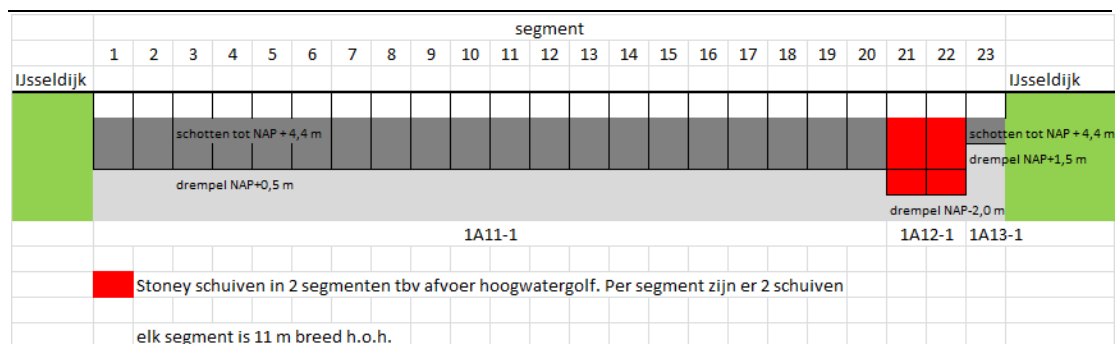 segment
1 2 3 4 5 6 7 8 9 10 11 12 13 14 15 16 17 18 19 20 21 22 23
IJsseldijk IJsseldijk
schotten tot NAP + 4,4 m schotten tot NAP + 4,4 m
drempel NAP+1,5 m
drempel NAP+0,5 m
drempel NAP-2,0 m
1A11-1 1A12-1 1A13-1
Stoney schuiven in 2 segmenten tbv afvoer hoogwatergolf. Per segment zijn er 2 schuiven
elk segment is 11 m breed h.o.h.